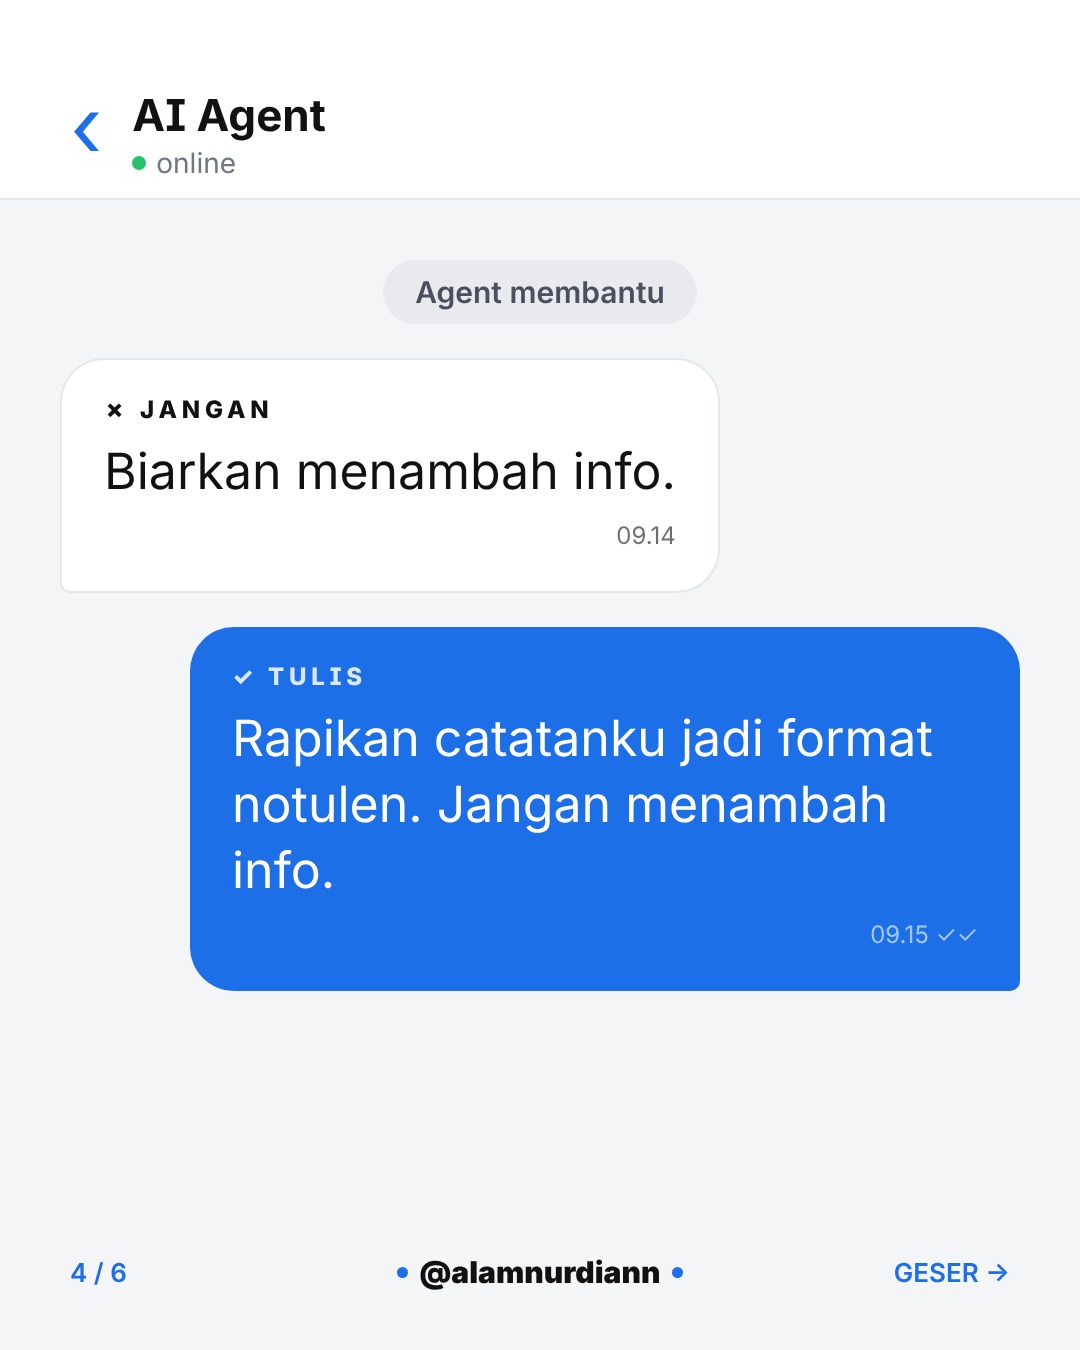 AI Agent
online
Agent membantu
× JANGAN
Biarkan menambah info.
09.14
✓ TULIS
Rapikan catatanku jadi format
notulen. Jangan menambah
info.
09.15 ✓✓
4 / 6
• @alamnurdiann •
GESER →